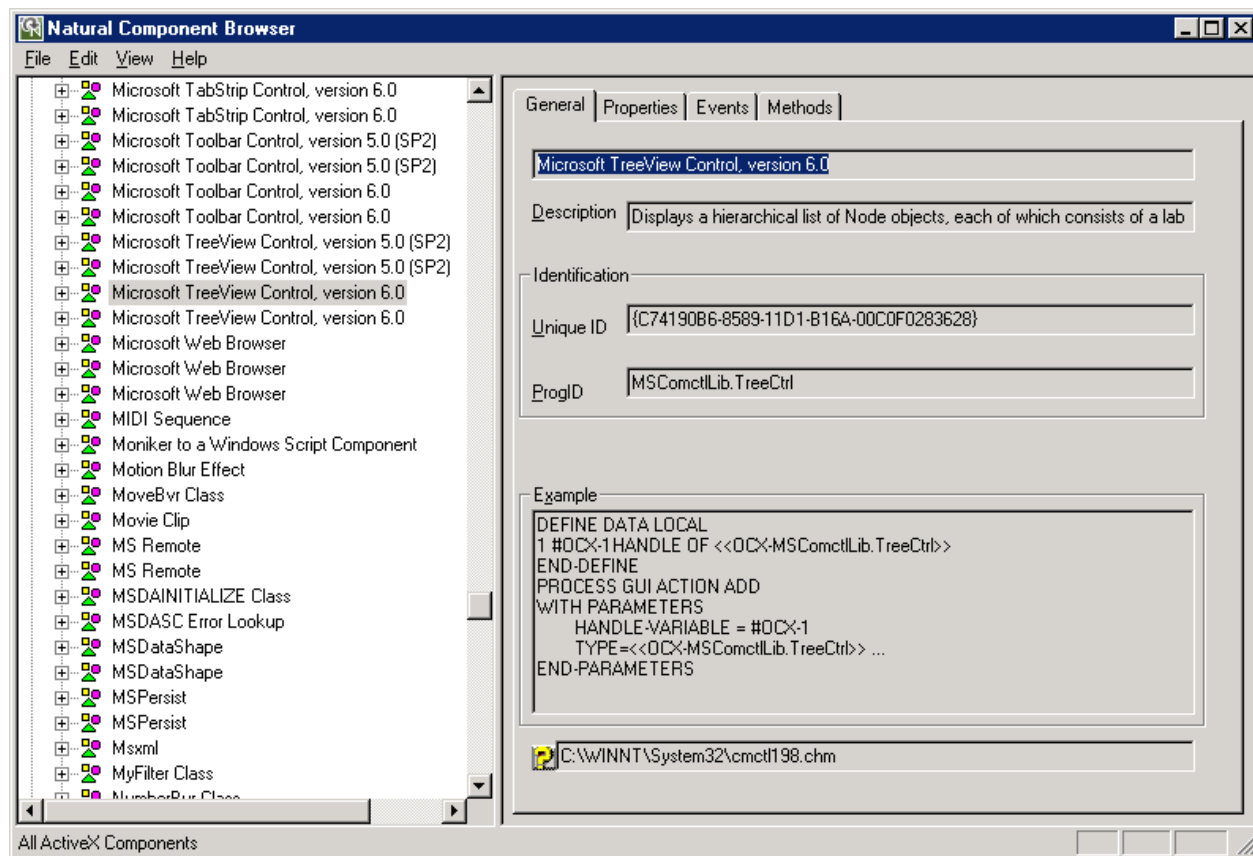 Natural Component Browser
File Edit View Help
Microsoft TabStrip Control, version 6.0
Microsoft TabStrip Control, version 6.0
Microsoft Toolbar Control, version 5.0 (SP2)
Microsoft Toolbar Control, version 5.0 (SP2)
Microsoft Toolbar Control, version 6.0
Microsoft Toolbar Control, version 6.0
Microsoft TreeView Control, version 5.0 (SP2)
Microsoft TreeView Control, version 5.0 (SP2)
Microsoft TreeView Control, version 6.0
Microsoft TreeView Control, version 6.0
Microsoft Web Browser
Microsoft Web Browser
Microsoft Web Browser
MIDI Sequence
Moniker to a Windows Script Component
Motion Blur Effect
MoveBvr Class
Movie Clip
MS Remote
MS Remote
MSDAINITIALIZE Class
MSDASC Error Lookup
MSDataShape
MSDataShape
MSPersist
MSPersist
Msxml
MyFilter Class
NumberBvr Class
General Properties Events Methods
Microsoft TreeView Control, version 6.0
Description Displays a hierarchical list of Node objects, each of which consists of a lab
Identification
Unique ID {C74190B6-8589-11D1-B16A-00C0F0283628}
ProgID MSComctlLib.TreeCtrl
Example
DEFINE DATA LOCAL
1 #OCX-1 HANDLE OF <<OCX-MSComctlLib.TreeCtrl>>
END-DEFINE
PROCESS GUI ACTION ADD
WITH PARAMETERS
HANDLE-VARIABLE = #OCX-1
TYPE=<<OCX-MSComctlLib.TreeCtrl>> ...
END-PARAMETERS
C:\WINNT\System32\cmctl198.chm
All ActiveX Components